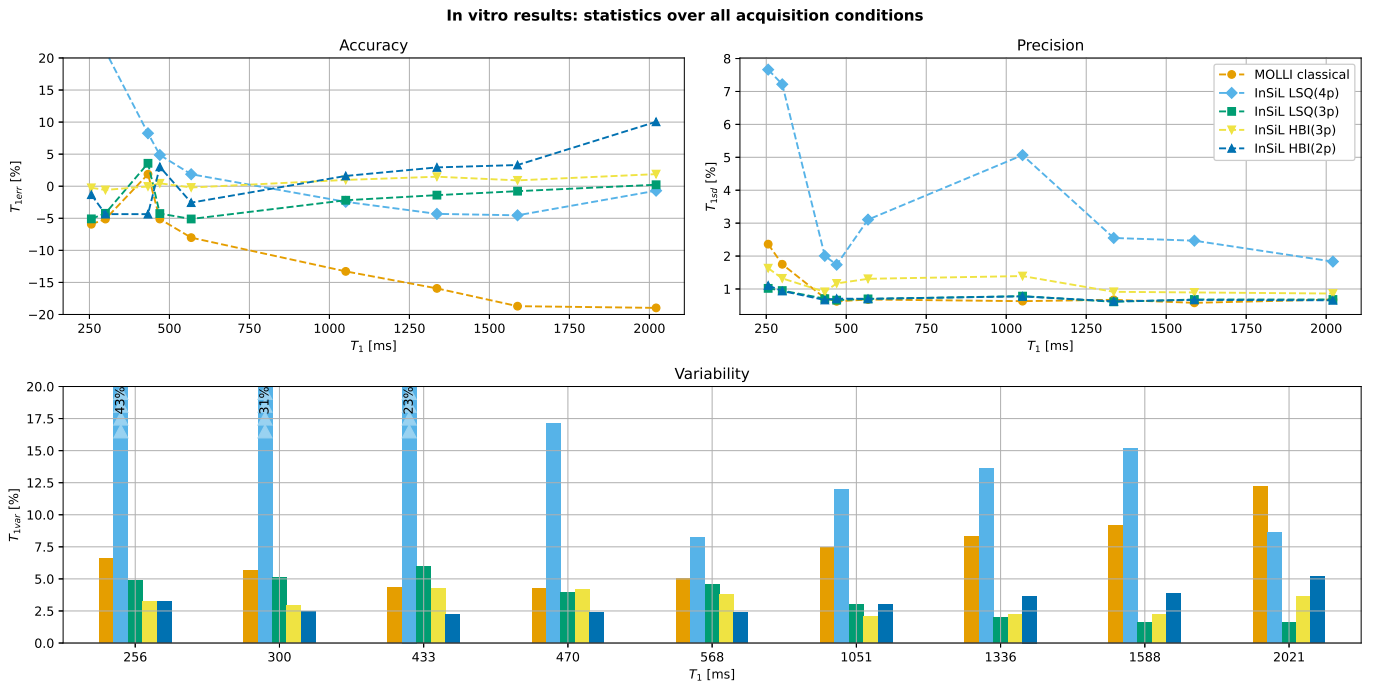 In vitro results: statistics over all acquisition conditions
Accuracy
20
15
10
5
0
−5
−10
−15
−20
T1err [%]
250 500 750 1000 1250 1500 1750 2000
T1 [ms]
Precision
8
7
6
5
4
3
2
1
T1sd [%]
250 500 750 1000 1250 1500 1750 2000
T1 [ms]
MOLLI classical
InSiL LSQ(4p)
InSiL LSQ(3p)
InSiL HBI(3p)
InSiL HBI(2p)
Variability
20.0
17.5
15.0
12.5
10.0
7.5
5.0
2.5
0.0
T1var [%]
43%
31%
23%
256 300 433 470 568 1051 1336 1588 2021
T1 [ms]